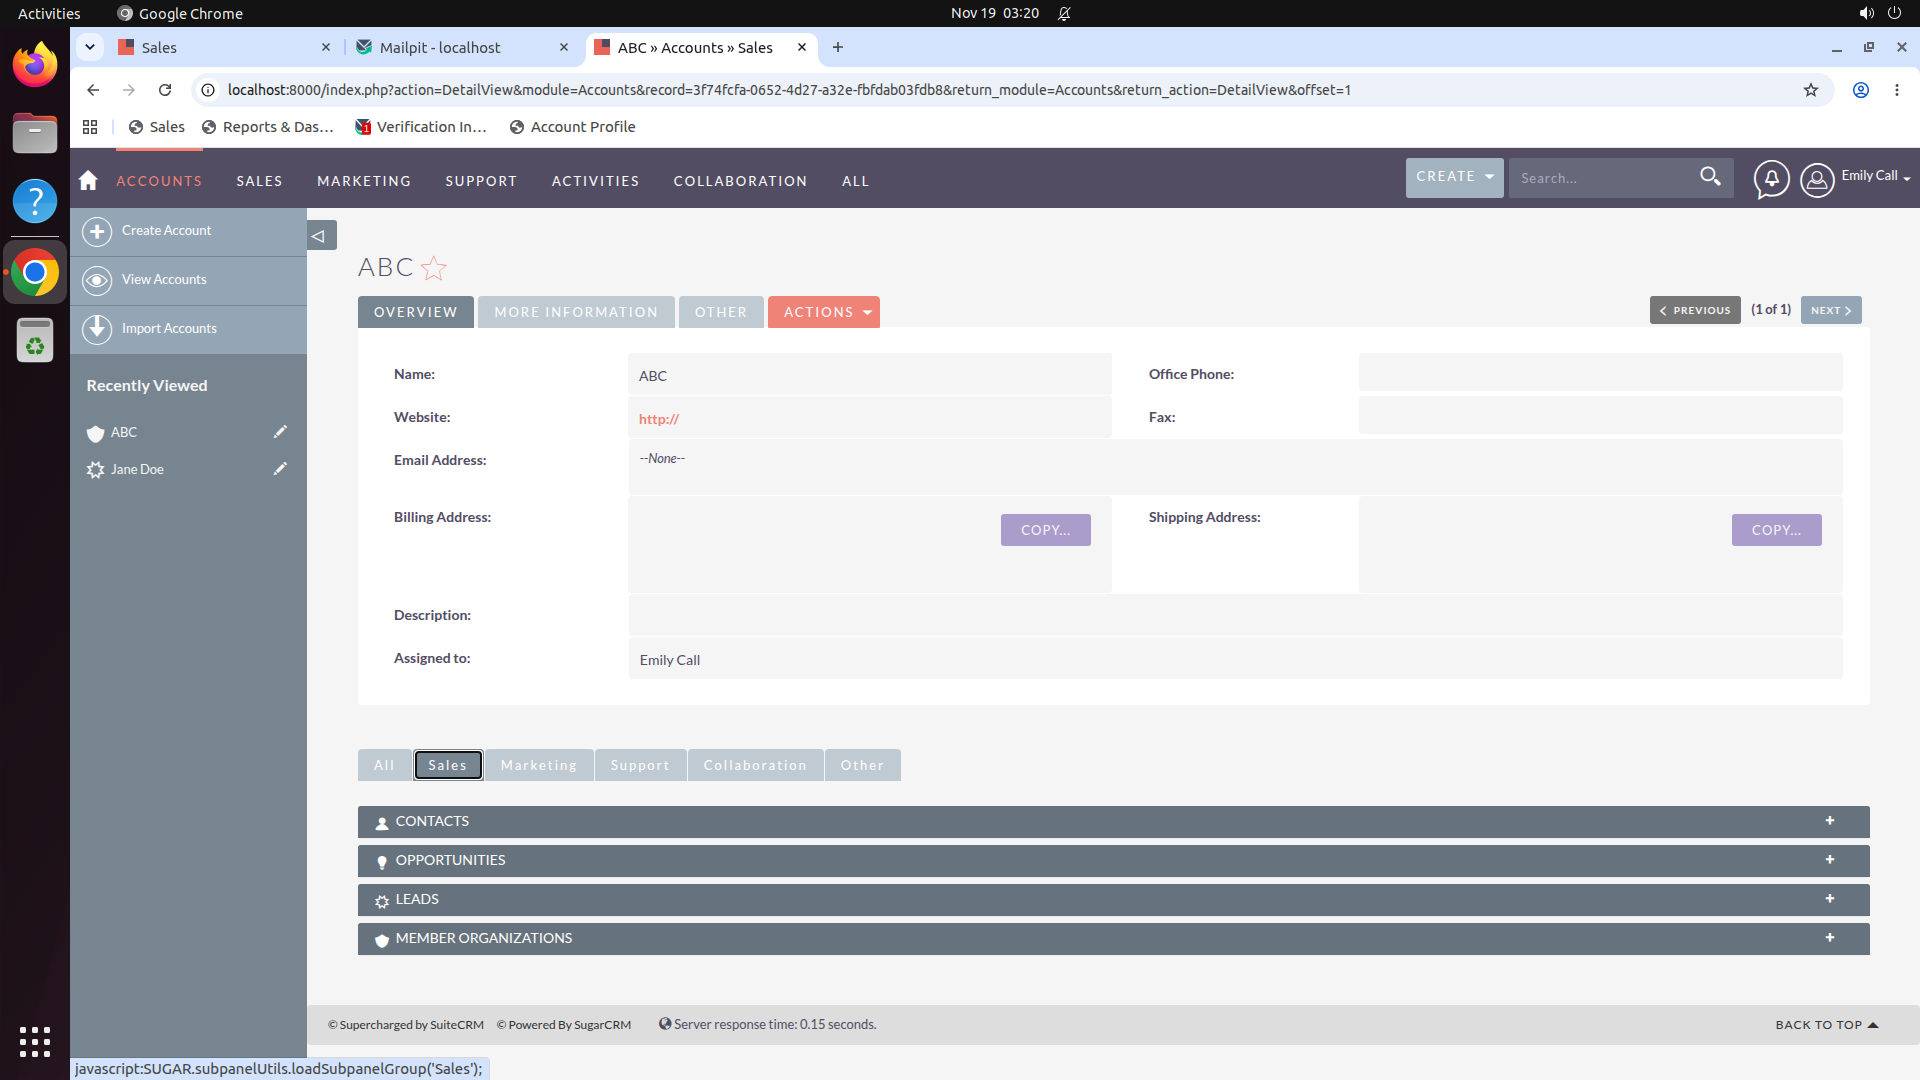 Activities
Google Chrome
Nov 19 03:20
Sales
Mailpit - localhost
ABC » Accounts » Sales
localhost:8000/index.php?action=DetailView&module=Accounts&record=3f74fcfa-0652-4d27-a32e-fbfdab03fdb8&return_module=Accounts&return_action=DetailView&offset=1
Sales
Reports & Das...
1
Verification In...
Account Profile
ACCOUNTS
SALES
MARKETING
SUPPORT
ACTIVITIES
COLLABORATION
ALL
CREATE
Search...
Emily Call
Create Account
View Accounts
Import Accounts
Recently Viewed
ABC
Jane Doe
ABC
OVERVIEW
MORE INFORMATION
OTHER
ACTIONS
PREVIOUS
(1 of 1)
NEXT
Name:
ABC
Office Phone:
Website:
http://
Fax:
Email Address:
--None--
Billing Address:
COPY...
Shipping Address:
COPY...
Description:
Assigned to:
Emily Call
All
Sales
Marketing
Support
Collaboration
Other
CONTACTS
OPPORTUNITIES
LEADS
MEMBER ORGANIZATIONS
© Supercharged by SuiteCRM
© Powered By SugarCRM
Server response time: 0.15 seconds.
BACK TO TOP
javascript:SUGAR.subpanelUtils.loadSubpanelGroup('Sales');